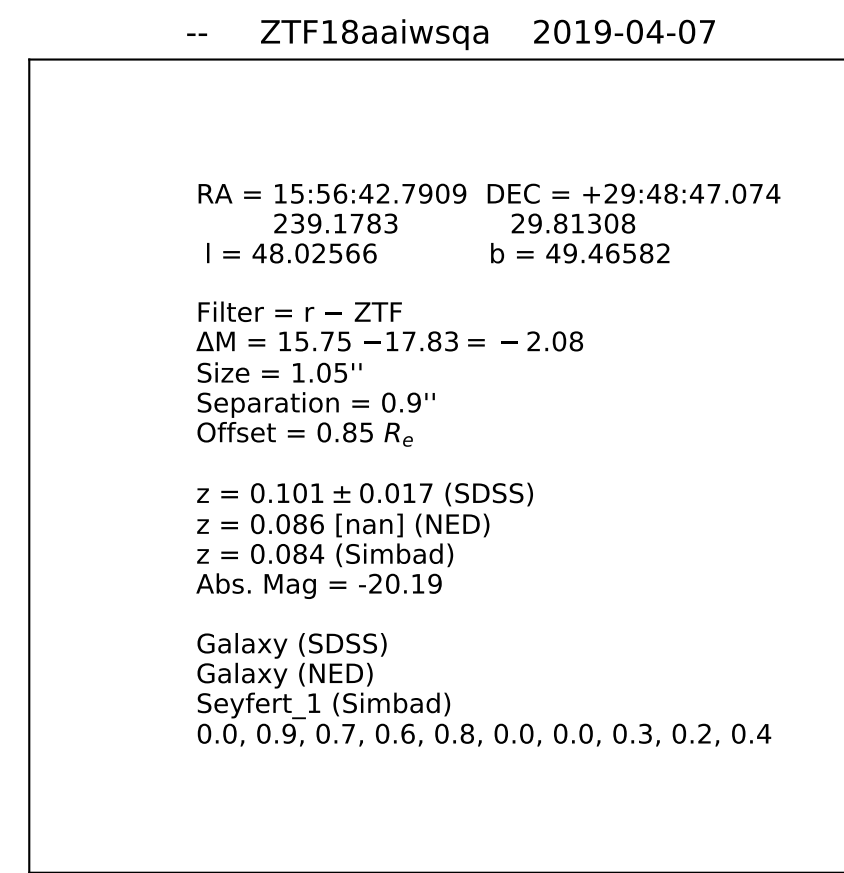 -- ZTF18aaiwsqa 2019-04-07
RA = 15:56:42.7909 DEC = +29:48:47.074
239.1783 29.81308
l = 48.02566 b = 49.46582
Filter = r − ZTF
ΔM = 15.75 −17.83 = − 2.08
Size = 1.05''
Separation = 0.9''
Offset = 0.85 Re
z = 0.101 ± 0.017 (SDSS)
z = 0.086 [nan] (NED)
z = 0.084 (Simbad)
Abs. Mag = -20.19
Galaxy (SDSS)
Galaxy (NED)
Seyfert_1 (Simbad)
0.0, 0.9, 0.7, 0.6, 0.8, 0.0, 0.0, 0.3, 0.2, 0.4